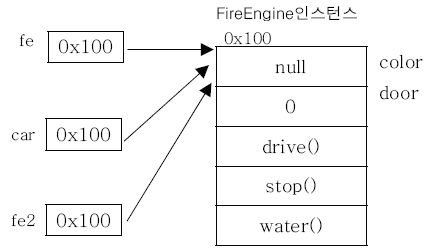 FireEngine인스턴스
fe 0x100 0x100
null color
0 door
car 0x100 drive()
stop()
fe2 0x100 water()